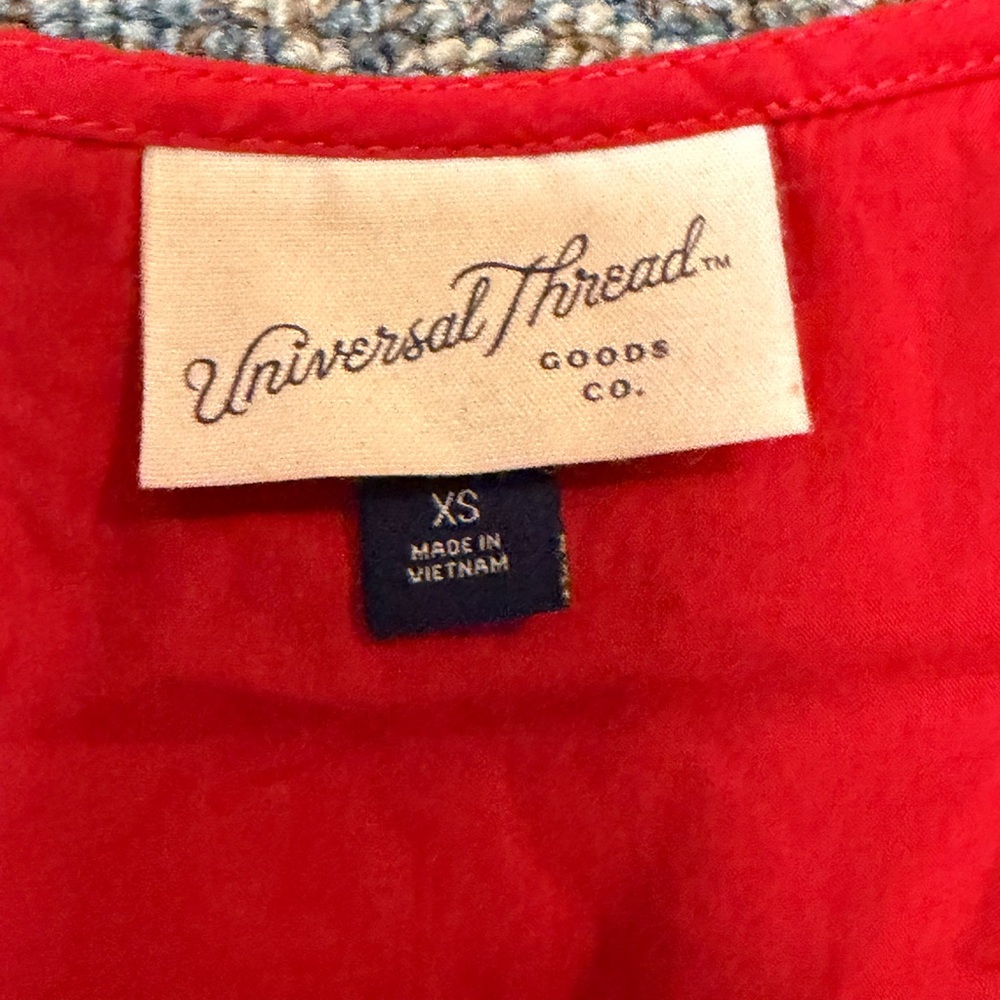 Universal Thread™
GOODS
CO.
XS
MADE IN
VIETNAM